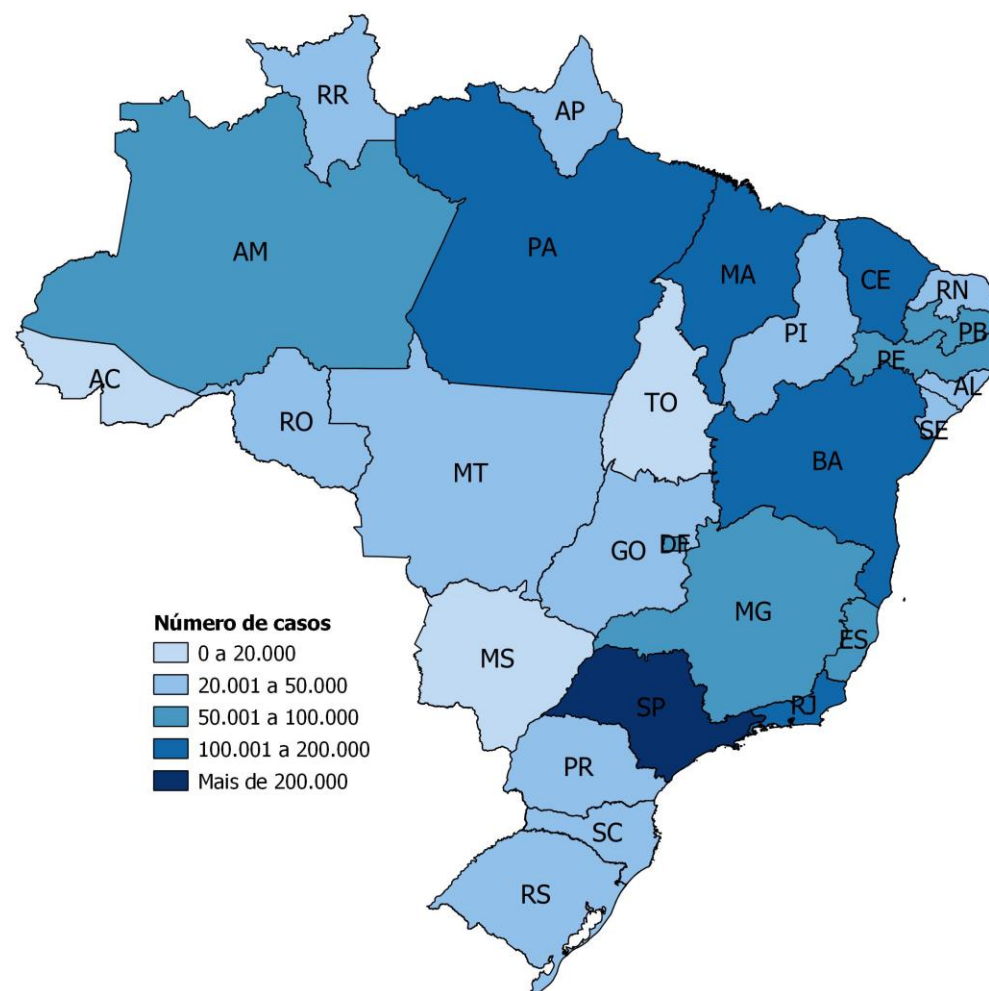 RR
AP
AM
PA
MA
CE
RN
PI
PB
PE
AC
AL
TO
RO
SE
BA
MT
GO
DF
MG
ES
MS
SP
RJ
PR
SC
RS
Número de casos
0 a 20.000
20.001 a 50.000
50.001 a 100.000
100.001 a 200.000
Mais de 200.000